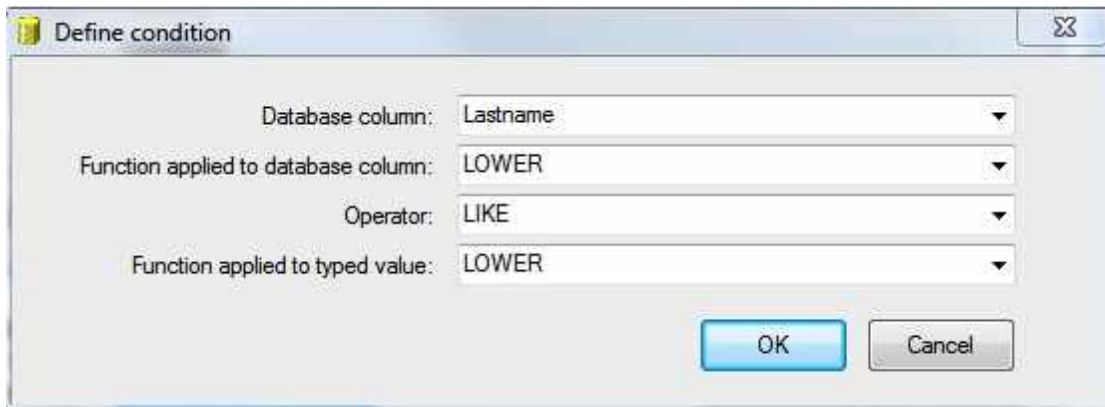 Define condition
Database column: Lastname
Function applied to database column: LOWER
Operator: LIKE
Function applied to typed value: LOWER
OK Cancel